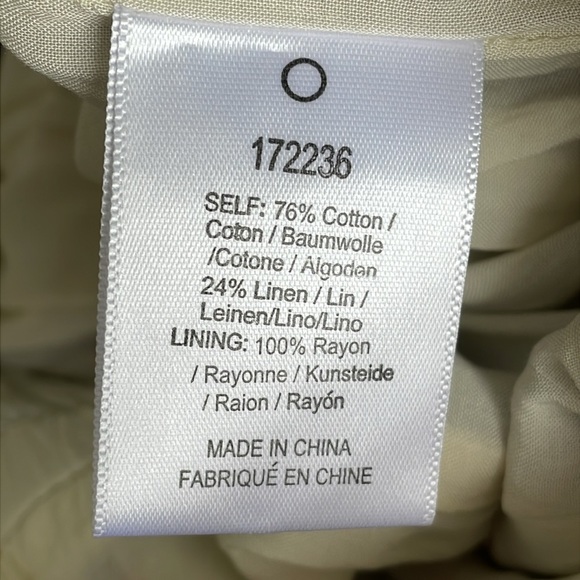 172236
SELF: 76% Cotton /
Coton / Baumwolle
/Cotone / Algodon
24% Linen / Lin /
Leinen/Lino/Lino
LINING: 100% Rayon
/ Rayonne / Kunsteide
/ Raion / Rayón
MADE IN CHINA
FABRIQUÉ EN CHINE